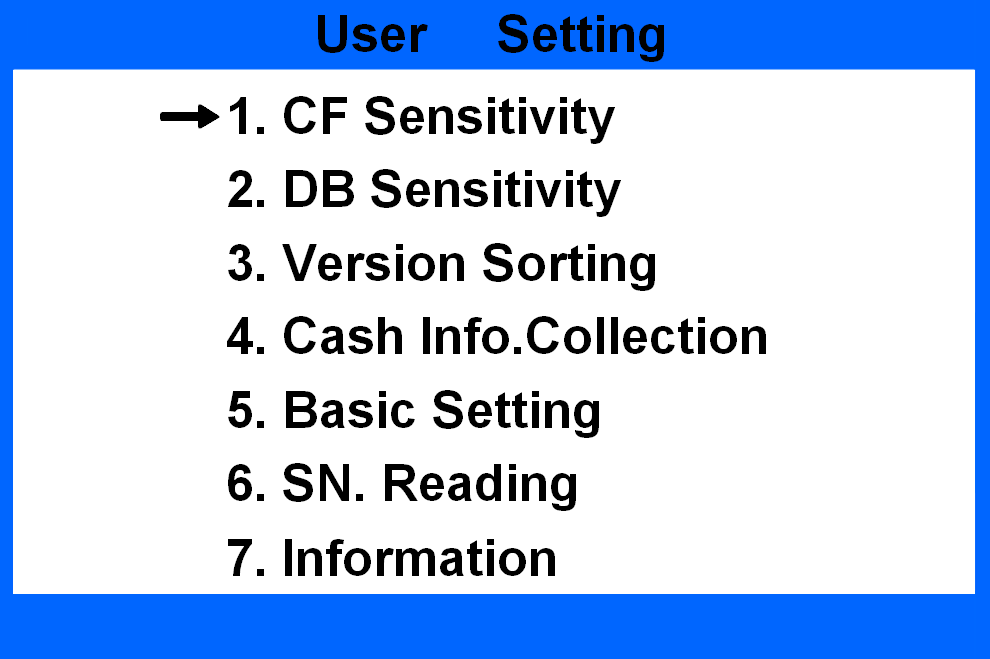 User Setting
1. CF Sensitivity
2. DB Sensitivity
3. Version Sorting
4. Cash Info.Collection
5. Basic Setting
6. SN. Reading
7. Information